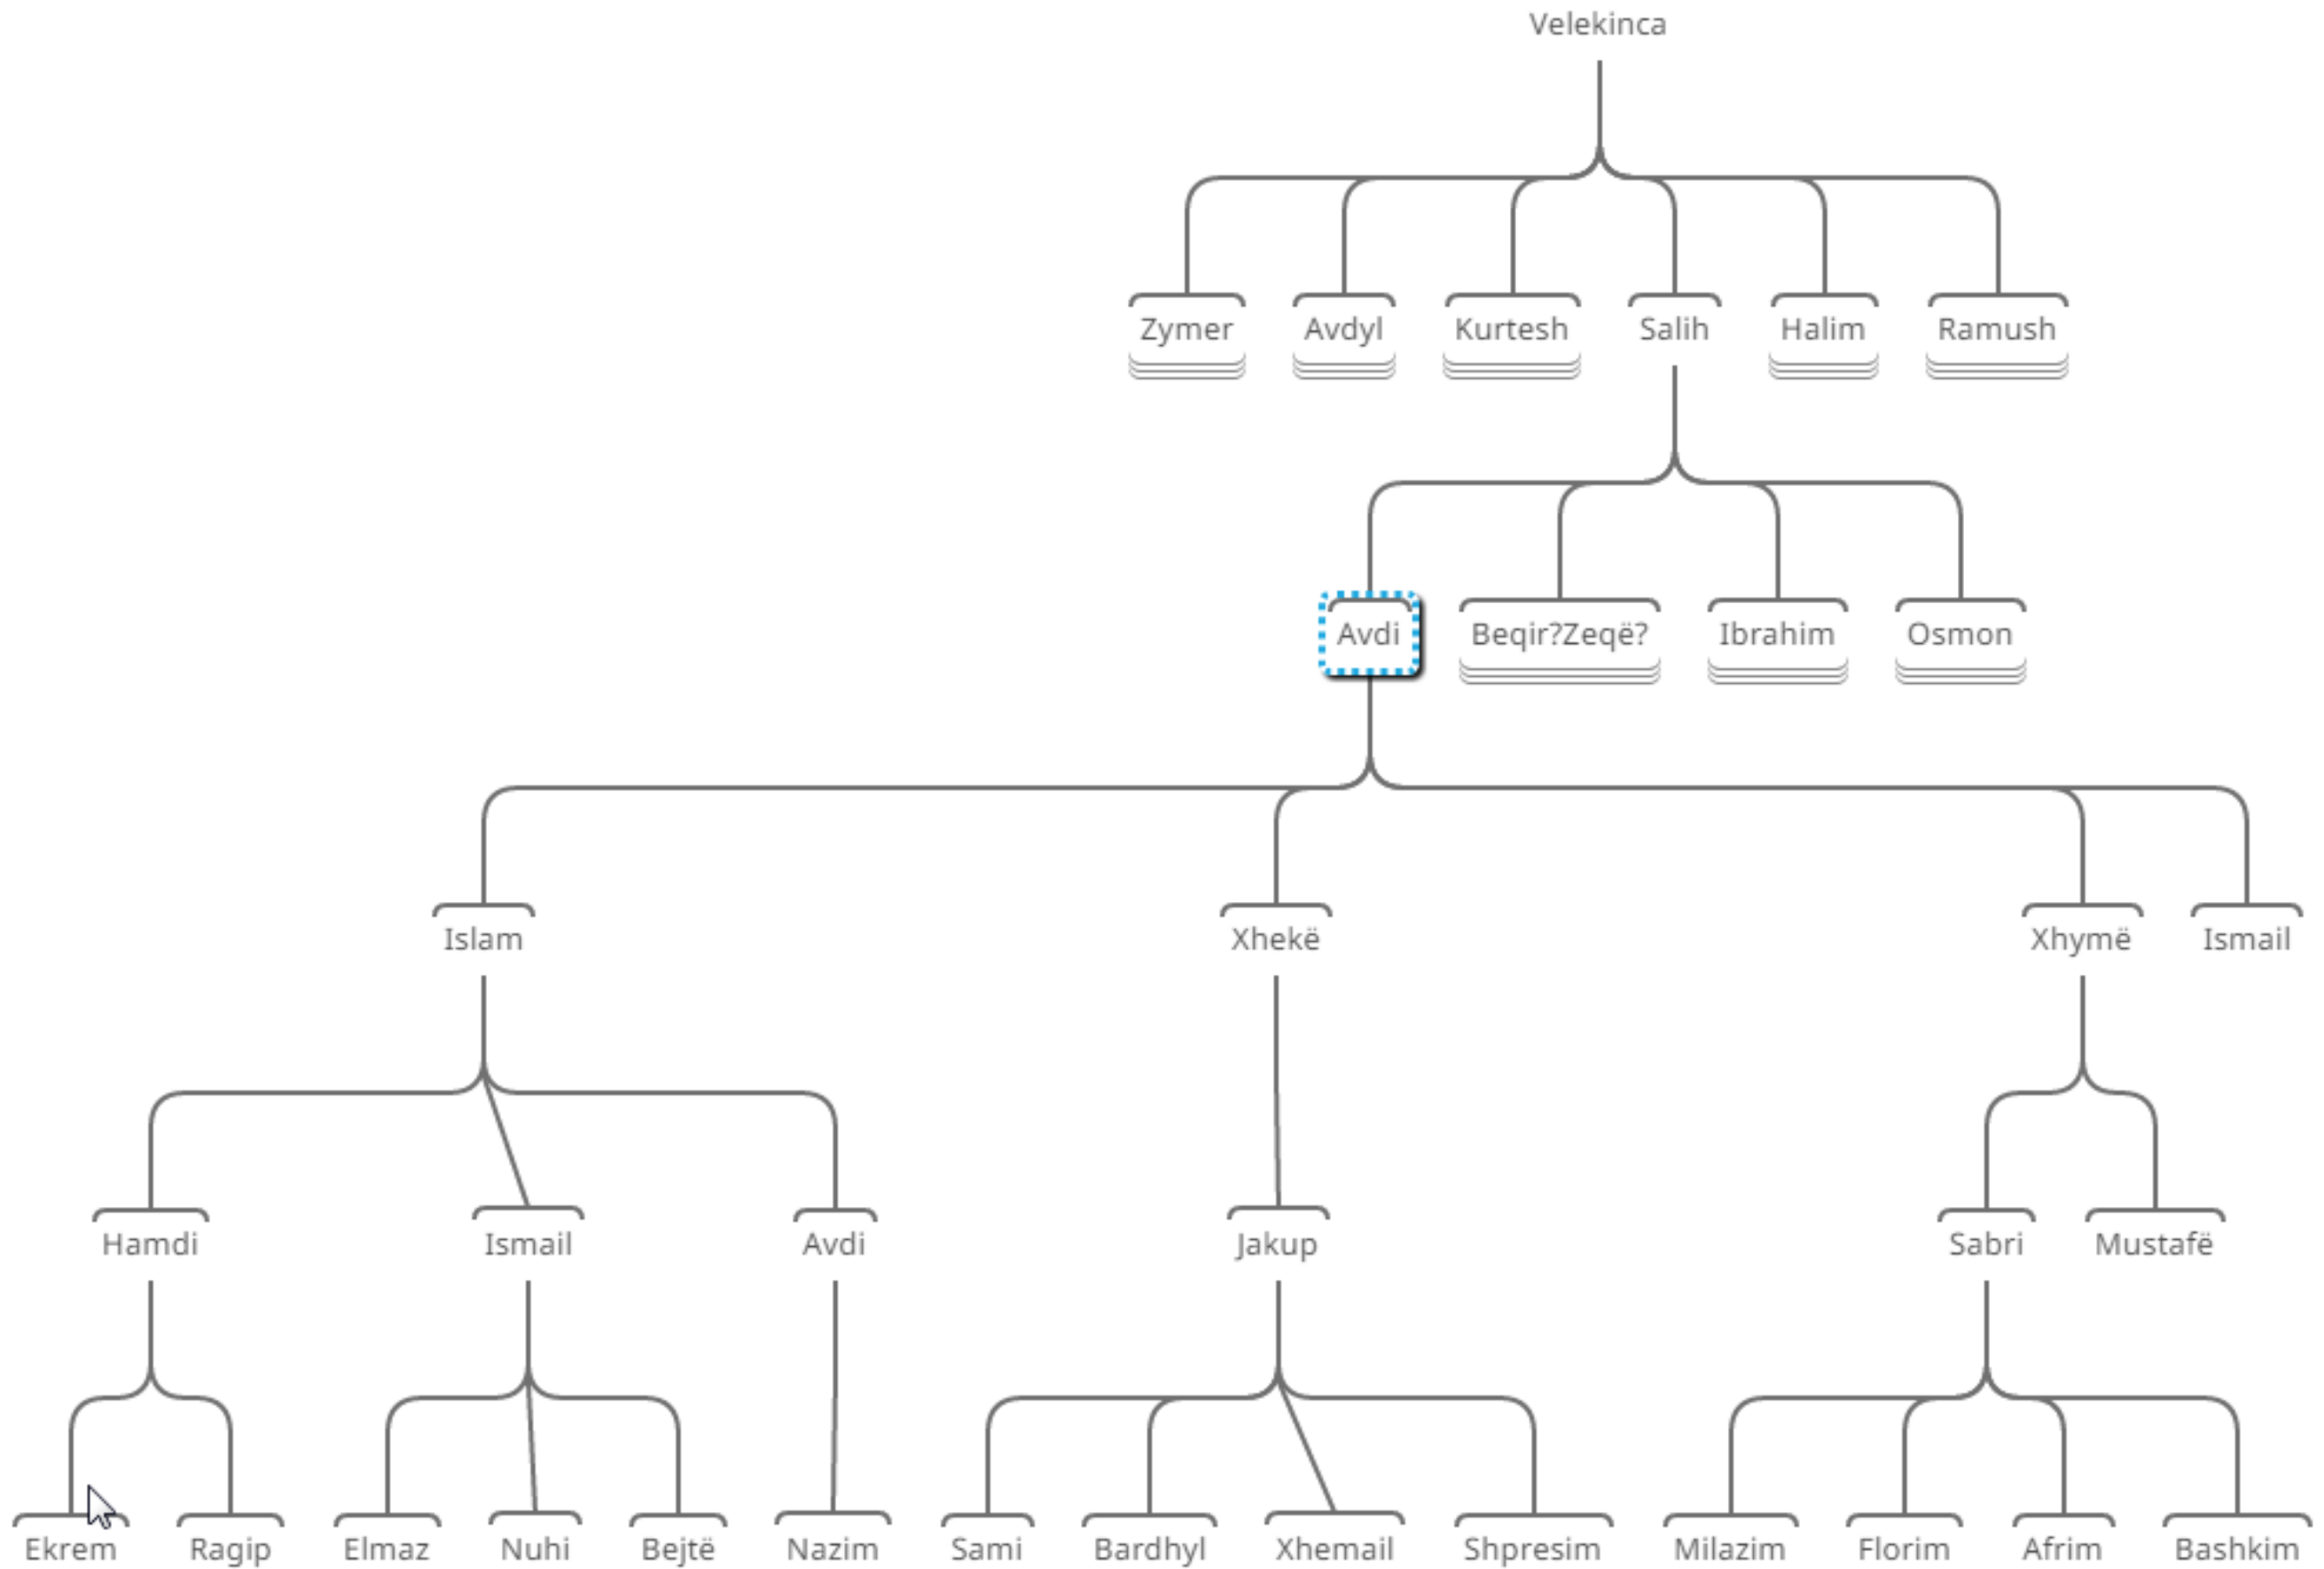 Velekinca
Zymer Avdyl Kurtesh Salih Halim Ramush
Avdi Beqir?Zeqë? Ibrahim Osmon
Islam Xhekë Xhymë Ismail
Hamdi Ismail Avdi Jakup Sabri Mustafë
Ekrem Ragip Elmaz Nuhi Bejtë Nazim Sami Bardhyl Xhemail Shpresim Milazim Florim Afrim Bashkim